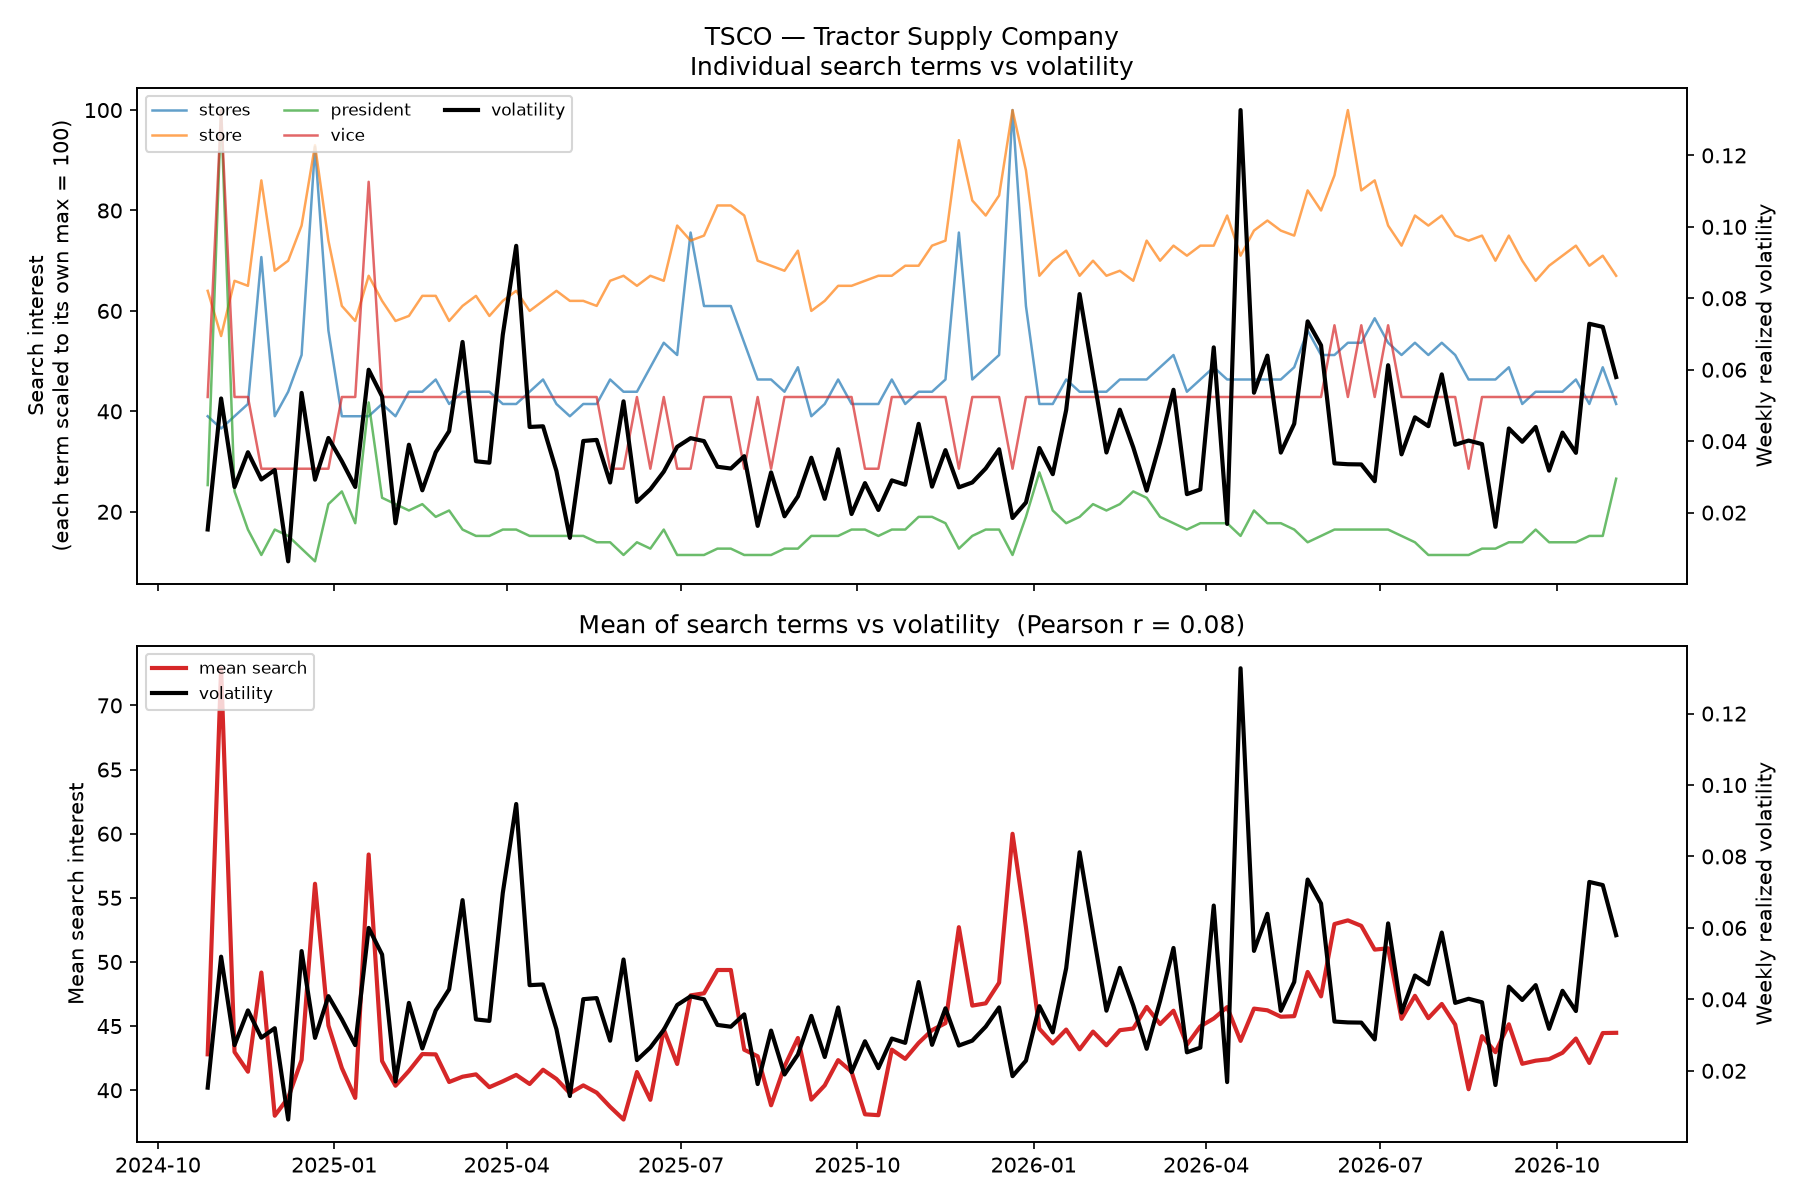 TSCO — Tractor Supply Company
Individual search terms vs volatility
stores
store
president
vice
volatility
Search interest
(each term scaled to its own max = 100)
100
80
60
40
20
0.12
0.10
0.08
0.06
0.04
0.02
Weekly realized volatility
Mean of search terms vs volatility (Pearson r = 0.08)
mean search
volatility
Mean search interest
70
65
60
55
50
45
40
0.12
0.10
0.08
0.06
0.04
0.02
Weekly realized volatility
2024-10
2025-01
2025-04
2025-07
2025-10
2026-01
2026-04
2026-07
2026-10